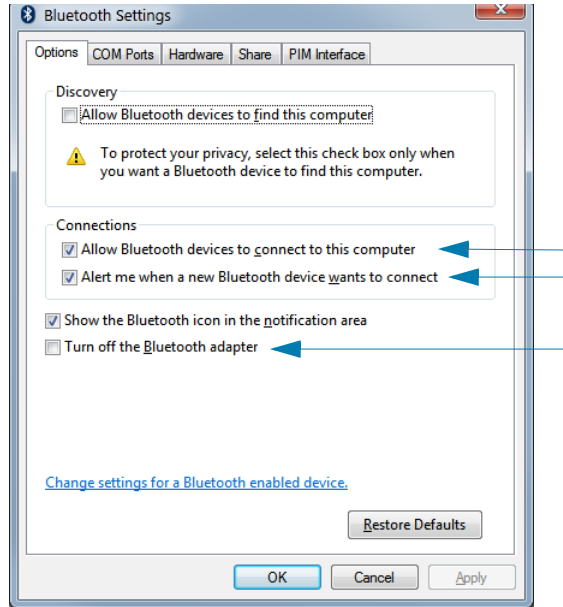 Bluetooth Settings
Options COM Ports Hardware Share PIM Interface
Discovery
Allow Bluetooth devices to find this computer
To protect your privacy, select this check box only when
you want a Bluetooth device to find this computer.
Connections
Allow Bluetooth devices to connect to this computer
Alert me when a new Bluetooth device wants to connect
Show the Bluetooth icon in the notification area
Turn off the Bluetooth adapter
Change settings for a Bluetooth enabled device.
Restore Defaults
OK Cancel Apply